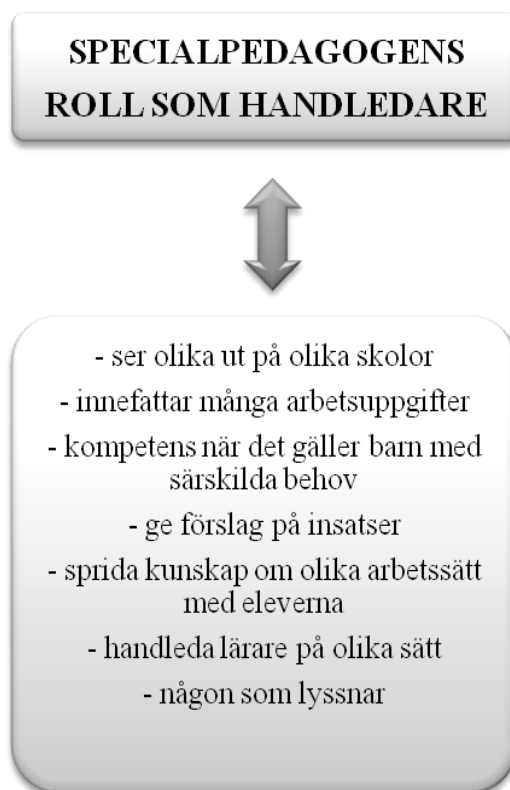 SPECIALPEDAGOGENS
ROLL SOM HANDLEDARE
- ser olika ut på olika skolor
- innefattar många arbetsuppgifter
- kompetens när det gäller barn med
särskilda behov
- ge förslag på insatser
- sprida kunskap om olika arbetssätt
med eleverna
- handleda lärare på olika sätt
- någon som lyssnar